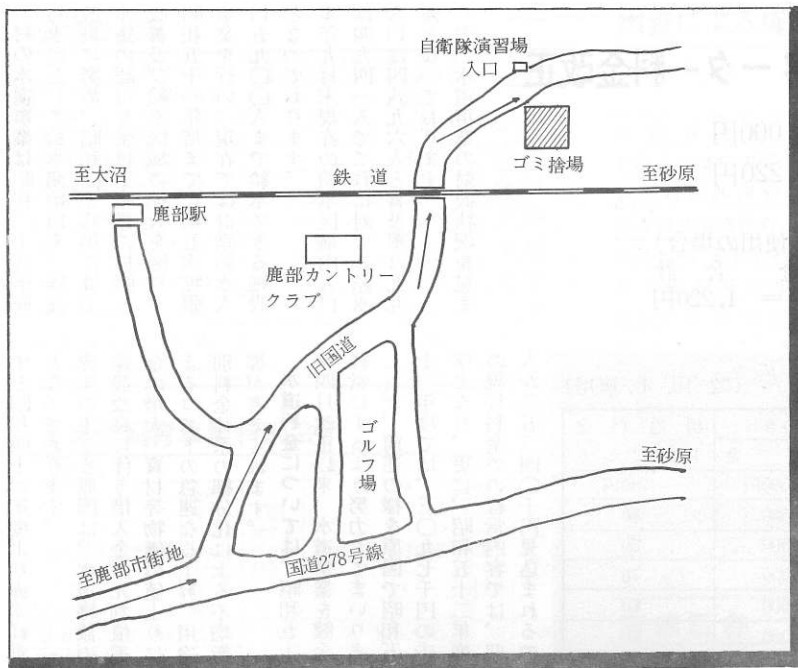 自衛隊演習場
入口
ゴミ捨場
至大沼
鉄道
至砂原
鹿部駅
鹿部カントリー
クラブ
旧国道
ゴルフ場
至砂原
至鹿部市街地
国道278号線